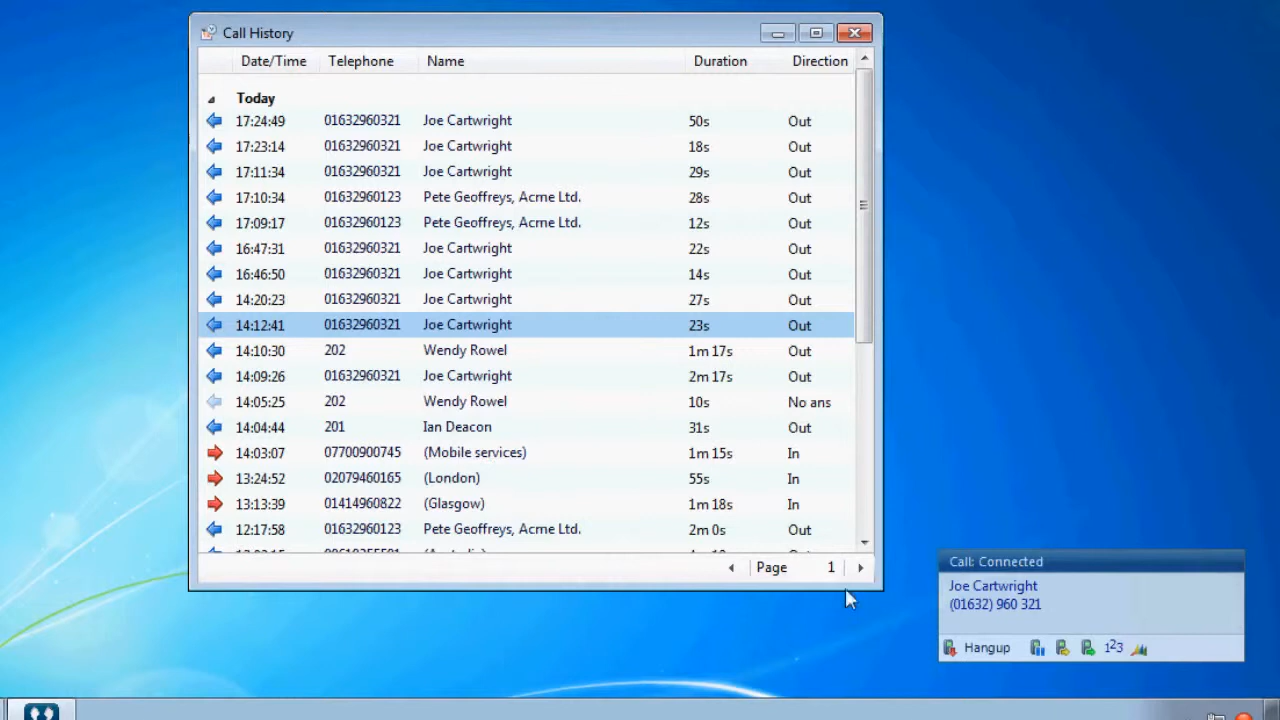 Call History
Date/Time Telephone Name Duration Direction
Today
17:24:49 01632960321 Joe Cartwright 50s Out
17:23:14 01632960321 Joe Cartwright 18s Out
17:11:34 01632960321 Joe Cartwright 29s Out
17:10:34 01632960123 Pete Geoffreys, Acme Ltd. 28s Out
17:09:17 01632960123 Pete Geoffreys, Acme Ltd. 12s Out
16:47:31 01632960321 Joe Cartwright 22s Out
16:46:50 01632960321 Joe Cartwright 14s Out
14:20:23 01632960321 Joe Cartwright 27s Out
14:12:41 01632960321 Joe Cartwright 23s Out
14:10:30 202 Wendy Rowel 1m 17s Out
14:09:26 01632960321 Joe Cartwright 2m 17s Out
14:05:25 202 Wendy Rowel 10s No ans
14:04:44 201 Ian Deacon 31s Out
14:03:07 07700900745 (Mobile services) 1m 15s In
13:24:52 02079460165 (London) 55s In
13:13:39 01414960822 (Glasgow) 1m 18s In
12:17:58 01632960123 Pete Geoffreys, Acme Ltd. 2m 0s Out
Page 1
Call: Connected
Joe Cartwright
(01632) 960 321
Hangup 123